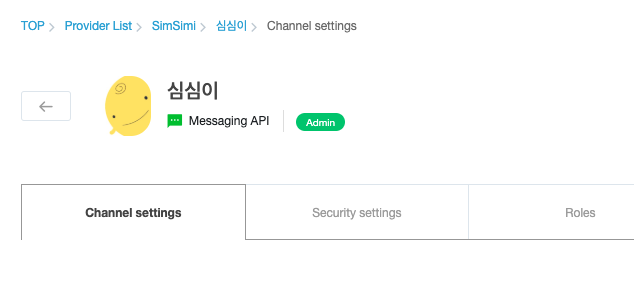 TOP > Provider List > SimSimi > 심심이 > Channel settings
심심이
Messaging API Admin
Channel settings Security settings Roles